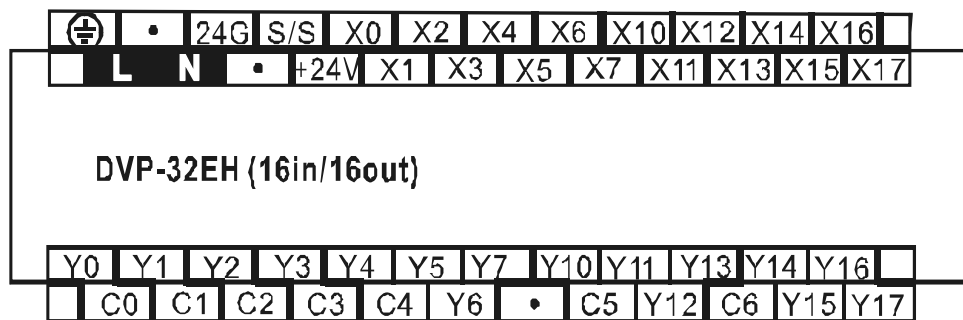 • 24G S/S X0 X2 X4 X6 X10 X12 X14 X16
L N • +24V X1 X3 X5 X7 X11 X13 X15 X17
DVP-32EH (16in/16out)
Y0 Y1 Y2 Y3 Y4 Y5 Y7 Y10 Y11 Y13 Y14 Y16
C0 C1 C2 C3 C4 Y6 • C5 Y12 C6 Y15 Y17